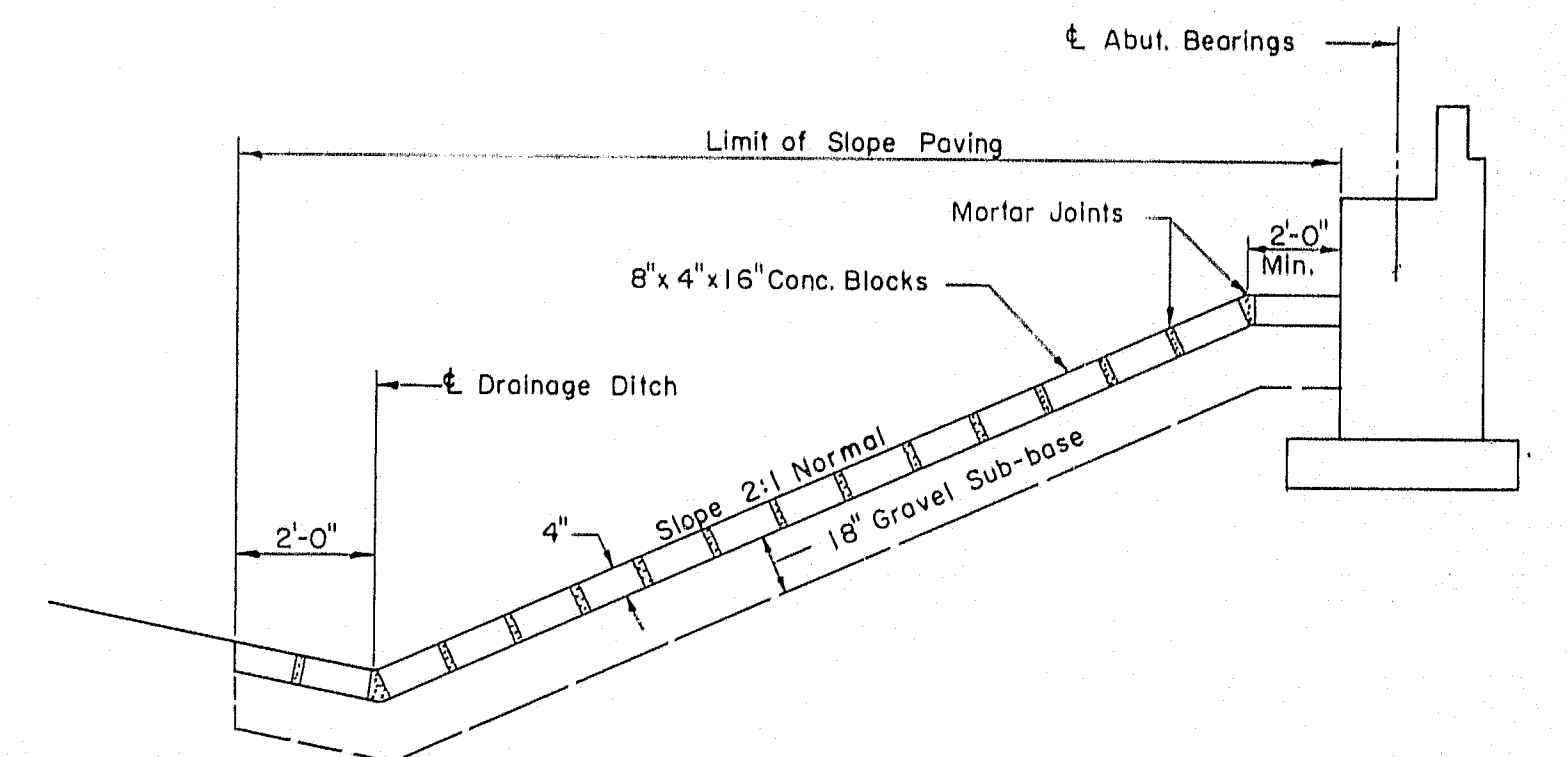 ℄ Abut. Bearings
Limit of Slope Paving
Mortar Joints
2'-0"
Min.
8"x 4"x16" Conc. Blocks
℄ Drainage Ditch
Slope 2:1 Normal
18" Gravel Sub-base
4"
2'-0"